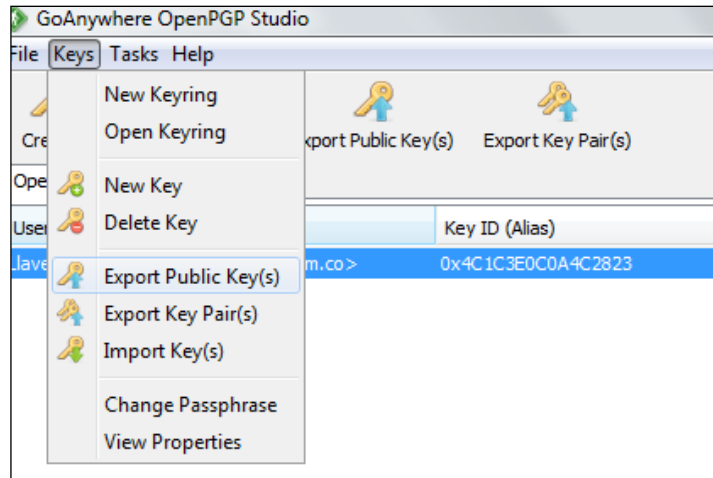 GoAnywhere OpenPGP Studio
File Keys Tasks Help
New Keyring
Open Keyring
New Key
Delete Key
Export Public Key(s)
Export Key Pair(s)
Import Key(s)
Change Passphrase
View Properties
Cre
xport Public Key(s)
Export Key Pair(s)
Ope
User
m.co>
Key ID (Alias)
0x4C1C3E0C0A4C2823